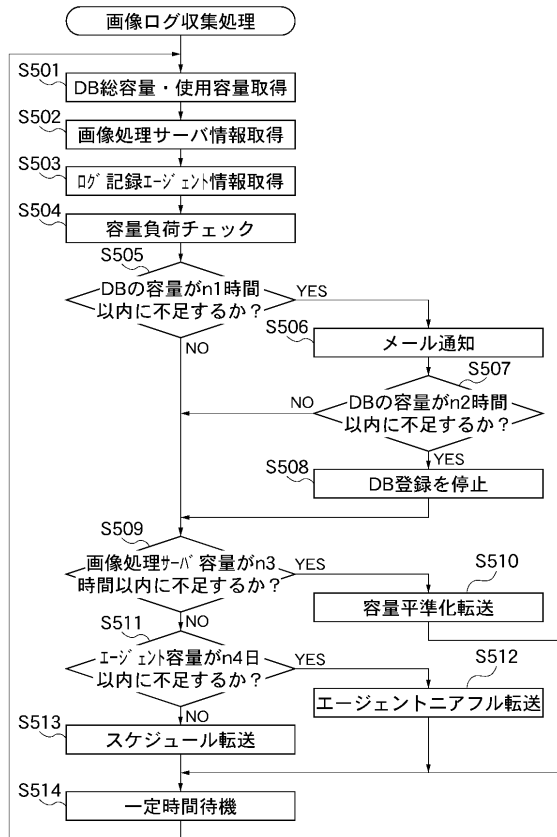 画像ログ収集処理
S501
DB総容量・使用容量取得
S502
画像処理サーバ情報取得
S503
ログ記録エージェント情報取得
S504
容量負荷チェック
S505
DBの容量がn1時間
以内に不足するか？
YES
NO
S506
メール通知
S507
DBの容量がn2時間
以内に不足するか？
NO
YES
S508
DB登録を停止
S509
画像処理サーバ容量がn3
時間以内に不足するか？
YES
NO
S510
容量平準化転送
S511
エージェント容量がn4日
以内に不足するか？
YES
NO
S512
エージェントニアフル転送
S513
スケジュール転送
S514
一定時間待機